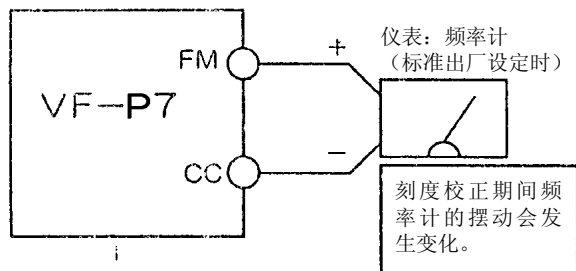 仪表：频率计
（标准出厂设定时）
FM
+
VF-P7
CC
−
刻度校正期间频
率计的摆动会发
生变化。